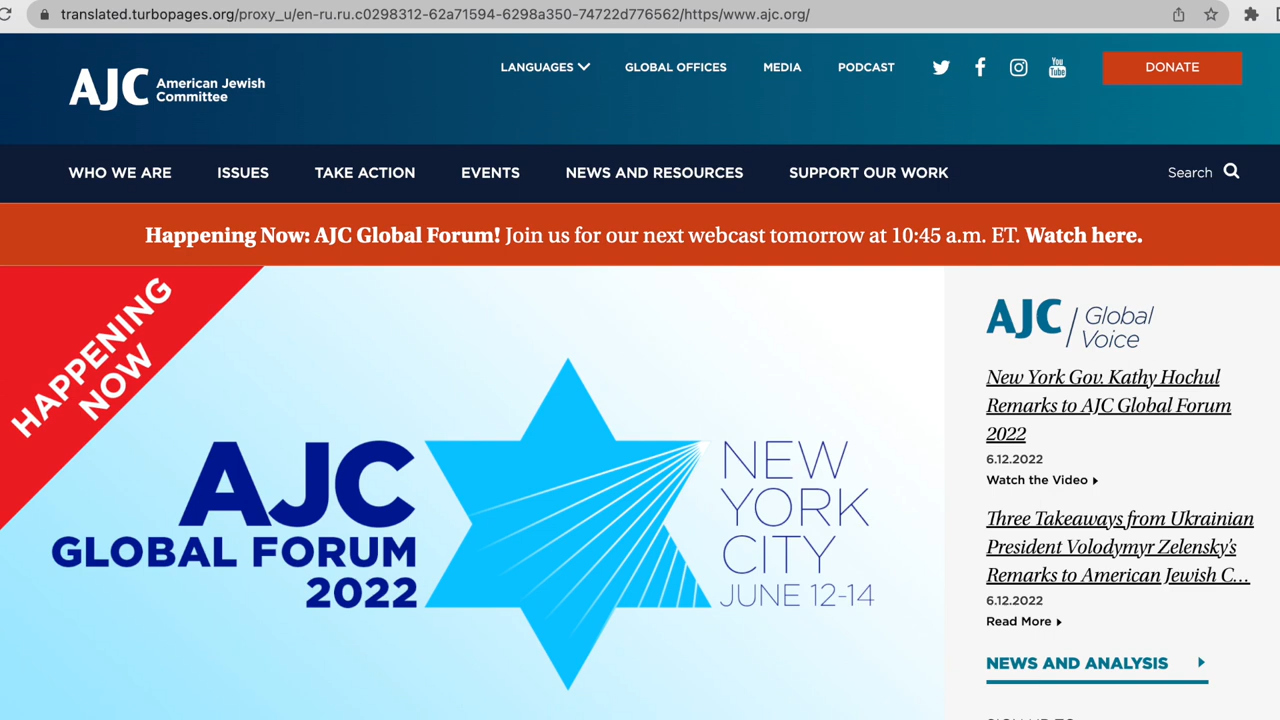 translated.turbopages.org/proxy_u/en-ru.ru.c0298312-62a71594-6298a350-74722d776562/https/www.ajc.org/
LANGUAGES
GLOBAL OFFICES
MEDIA
PODCAST
You
Tube
DONATE
AJC
American Jewish
Committee
WHO WE ARE
ISSUES
TAKE ACTION
EVENTS
NEWS AND RESOURCES
SUPPORT OUR WORK
Search
Happening Now: AJC Global Forum! Join us for our next webcast tomorrow at 10:45 a.m. ET. Watch here.
HAPPENING
NOW
AJC
GLOBAL FORUM
2022
NEW
YORK
CITY
JUNE 12-14
AJC
Global
Voice
New York Gov. Kathy Hochul
Remarks to AJC Global Forum
2022
6.12.2022
Watch the Video
Three Takeaways from Ukrainian
President Volodymyr Zelensky's
Remarks to American Jewish C...
6.12.2022
Read More
NEWS AND ANALYSIS